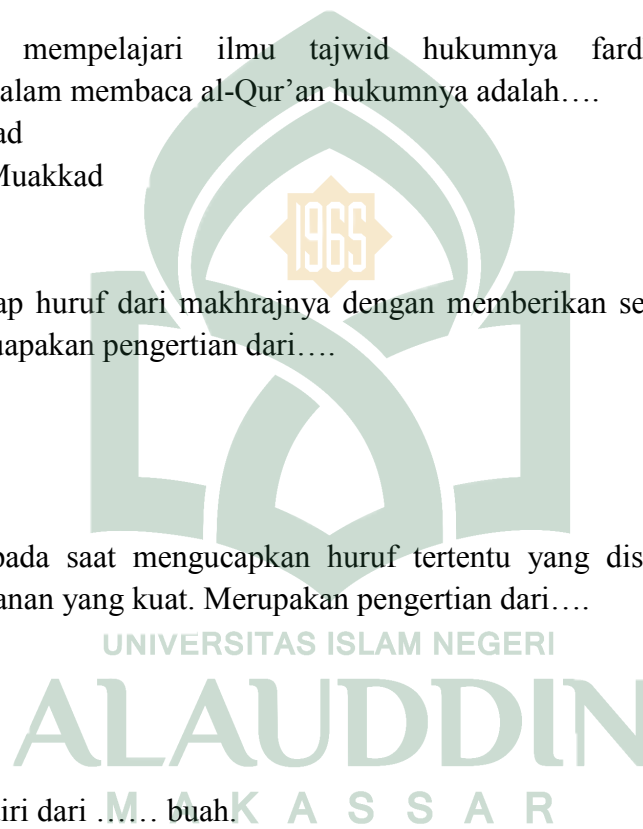 mempelajari ilmu tajwid hukumnya fard
alam membaca al-Qur’an hukumnya adalah….
ad
Muakkad
1965
ap huruf dari makhrajnya dengan memberikan se
uapakan pengertian dari….
pada saat mengucapkan huruf tertentu yang dis
anan yang kuat. Merupakan pengertian dari….
UNIVERSITAS ISLAM NEGERI
ALAUDDIN
iri dari …… buah.
MAKASSAR